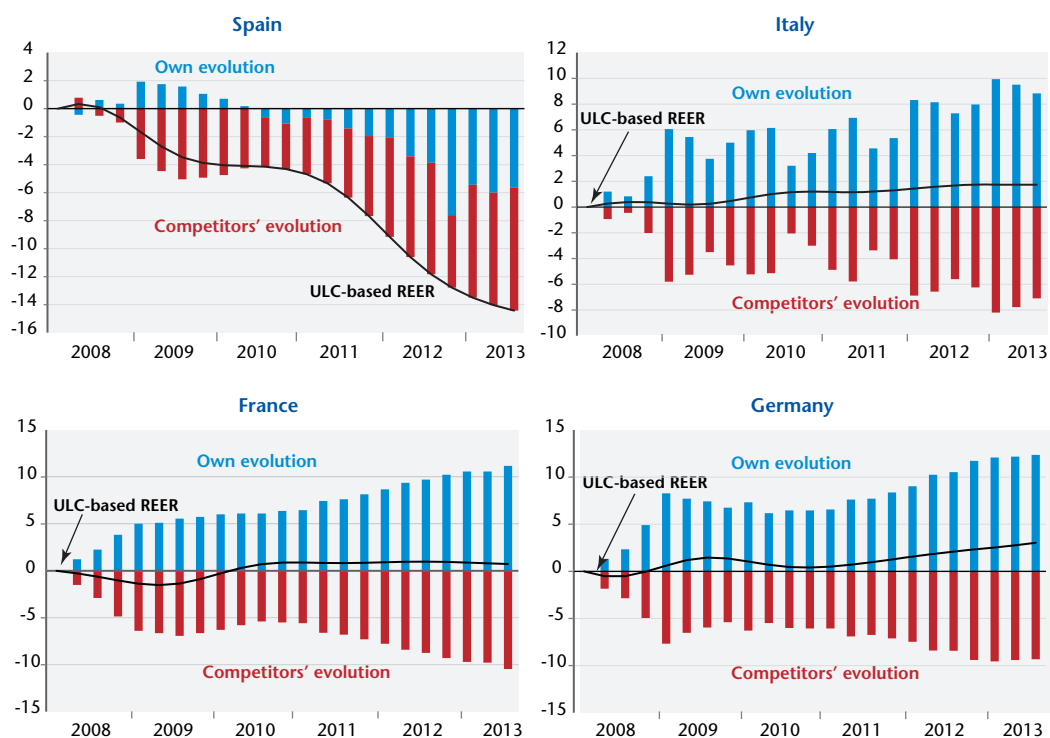 Spain
4
2
0
-2
-4
-6
-8
-10
-12
-14
-16
Own evolution
Competitors’ evolution
ULC-based REER
2008 2009 2010 2011 2012 2013
Italy
12
10
8
6
4
2
0
-2
-4
-6
-8
-10
Own evolution
ULC-based REER
Competitors’ evolution
2008 2009 2010 2011 2012 2013
France
15
10
5
0
-5
-10
-15
Own evolution
ULC-based REER
Competitors’ evolution
2008 2009 2010 2011 2012 2013
Germany
15
10
5
0
-5
-10
-15
Own evolution
ULC-based REER
Competitors’ evolution
2008 2009 2010 2011 2012 2013